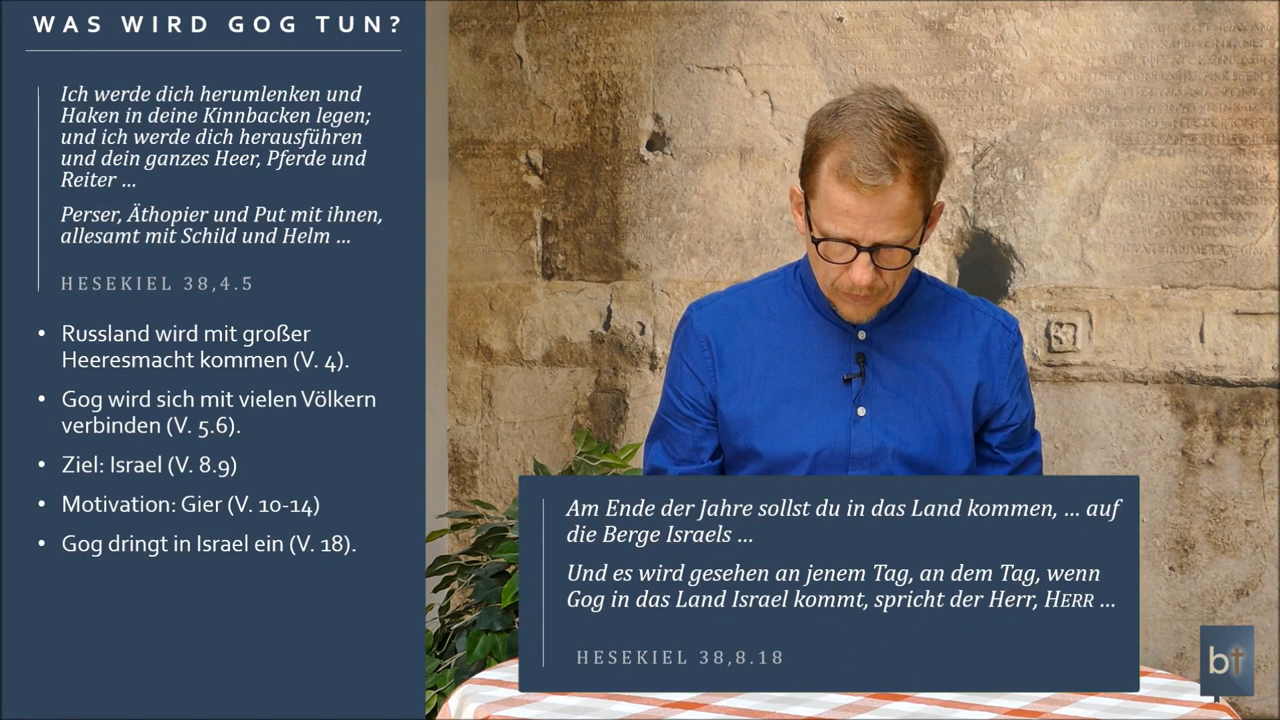 WAS WIRD GOG TUN?
Ich werde dich herumlenken und
Haken in deine Kinnbacken legen;
und ich werde dich herausführen
und dein ganzes Heer, Pferde und
Reiter ...
Perser, Äthopier und Put mit ihnen,
allesamt mit Schild und Helm ...
HESEKIEL 38,4.5
• Russland wird mit großer
Heeresmacht kommen (V. 4).
• Gog wird sich mit vielen Völkern
verbinden (V. 5.6).
• Ziel: Israel (V. 8.9)
• Motivation: Gier (V. 10-14)
• Gog dringt in Israel ein (V. 18).
Am Ende der Jahre sollst du in das Land kommen, ... auf
die Berge Israels ...
Und es wird gesehen an jenem Tag, an dem Tag, wenn
Gog in das Land Israel kommt, spricht der Herr, HERR ...
HESEKIEL 38,8.18
bt